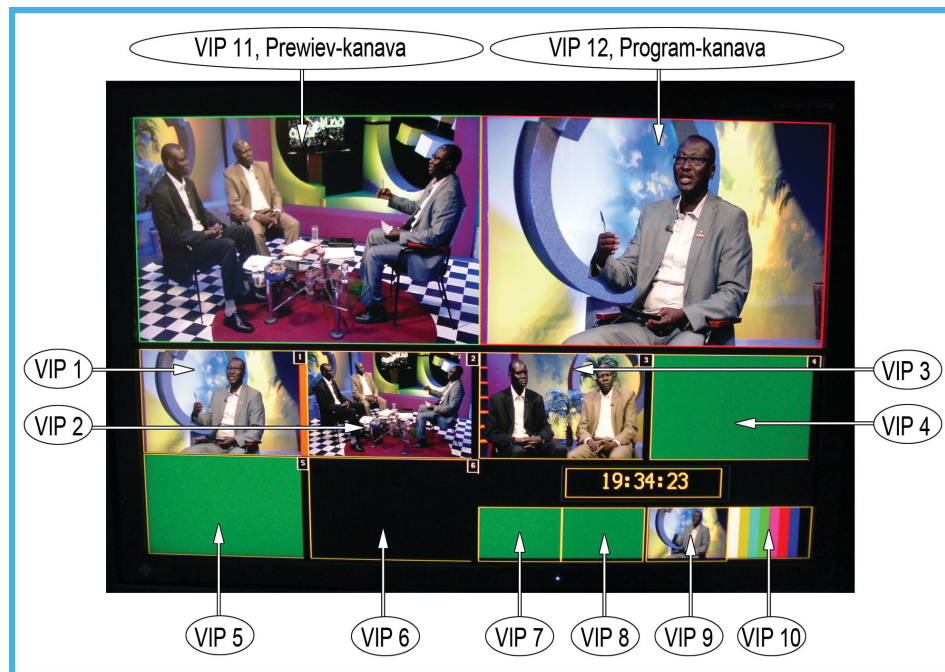 VIP 11, Prewiev-kanava
VIP 12, Program-kanava
VIP 1
1
2
3
4
VIP 3
VIP 2
VIP 4
5
6
19:34:23
VIP 5
VIP 6
VIP 7
VIP 8
VIP 9
VIP 10